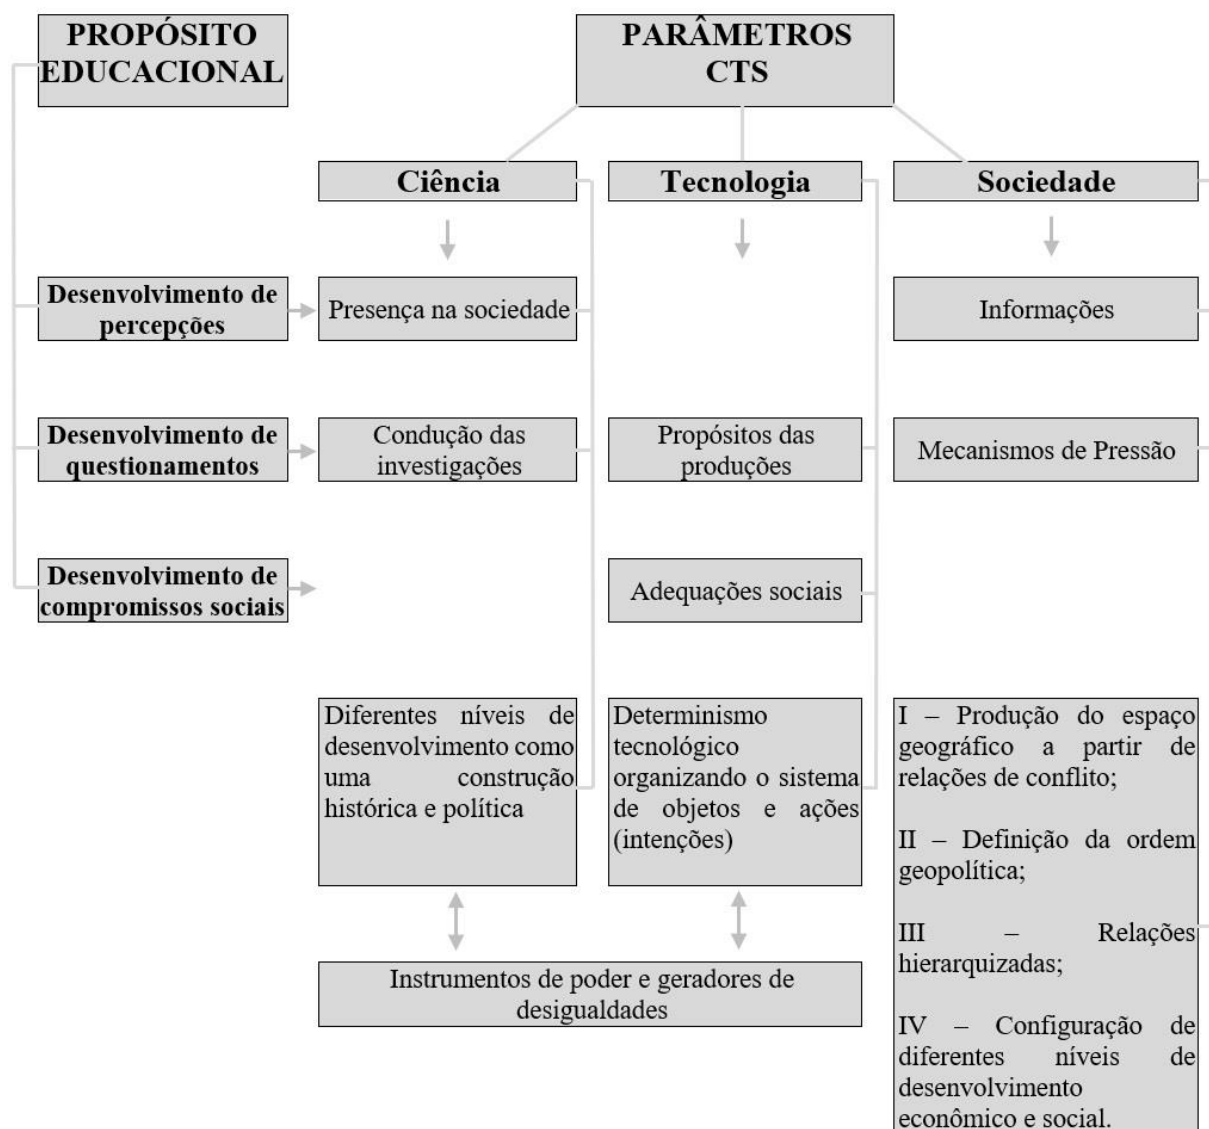 PROPÓSITO
EDUCACIONAL
PARÂMETROS
CTS
Ciência
Tecnologia
Sociedade
Desenvolvimento de
percepções
Presença na sociedade
Informações
Desenvolvimento de
questionamentos
Condução das
investigações
Propósitos das
produções
Mecanismos de Pressão
Desenvolvimento de
compromissos sociais
Adequações sociais
Diferentes níveis de
desenvolvimento como
uma construção
histórica e política
Determinismo
tecnológico
organizando o sistema
de objetos e ações
(intenções)
I – Produção do espaço
geográfico a partir de
relações de conflito;
II – Definição da ordem
geopolítica;
III – Relações
hierarquizadas;
IV – Configuração de
diferentes níveis de
desenvolvimento
econômico e social.
Instrumentos de poder e geradores de
desigualdades